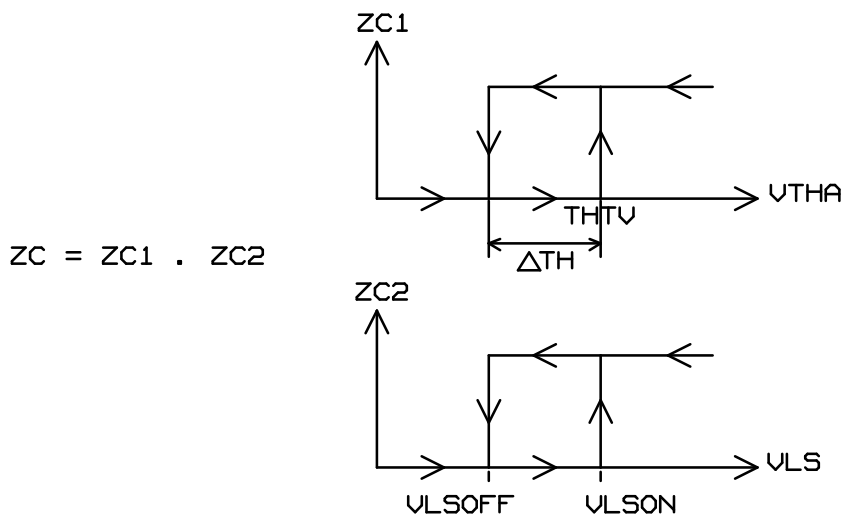 ZC1
VTHA
THTV
ZC = ZC1 . ZC2
ΔTH
ZC2
VLS
VLSOFF VLSON